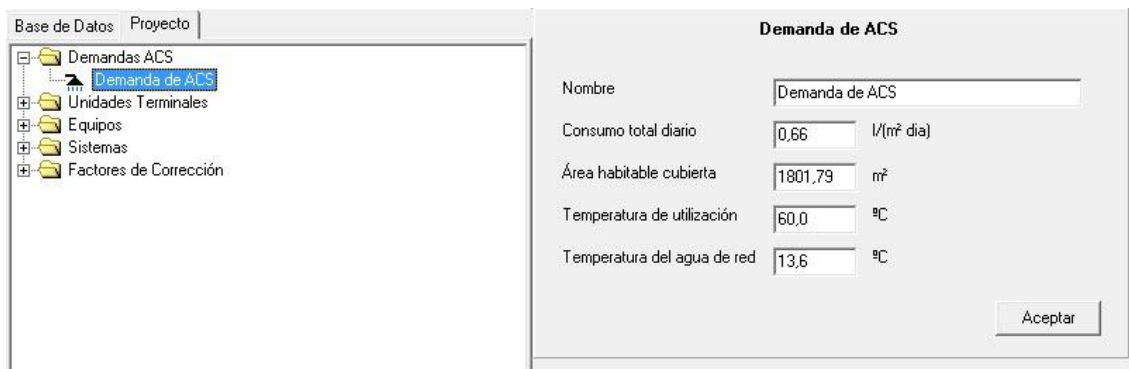 Base de Datos Proyecto
Demandas ACS
Demanda de ACS
Unidades Terminales
Equipos
Sistemas
Factores de Corrección
Demanda de ACS
Nombre Demanda de ACS
Consumo total diario 0,66 l/(m² dia)
Área habitable cubierta 1801,79 m²
Temperatura de utilización 60,0 ºC
Temperatura del agua de red 13,6 ºC
Aceptar